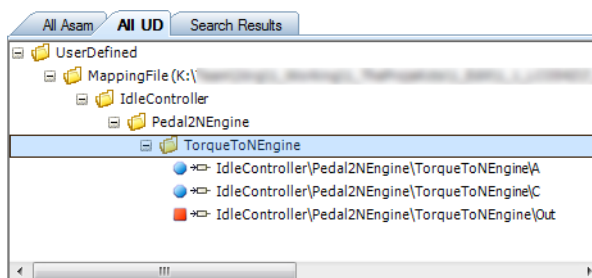 All Asam All UD Search Results
UserDefined
MappingFile (K:\
IdleController
Pedal2NEngine
TorqueToNEngine
IdleController\Pedal2NEngine\TorqueToNEngine\A
IdleController\Pedal2NEngine\TorqueToNEngine\C
IdleController\Pedal2NEngine\TorqueToNEngine\Out